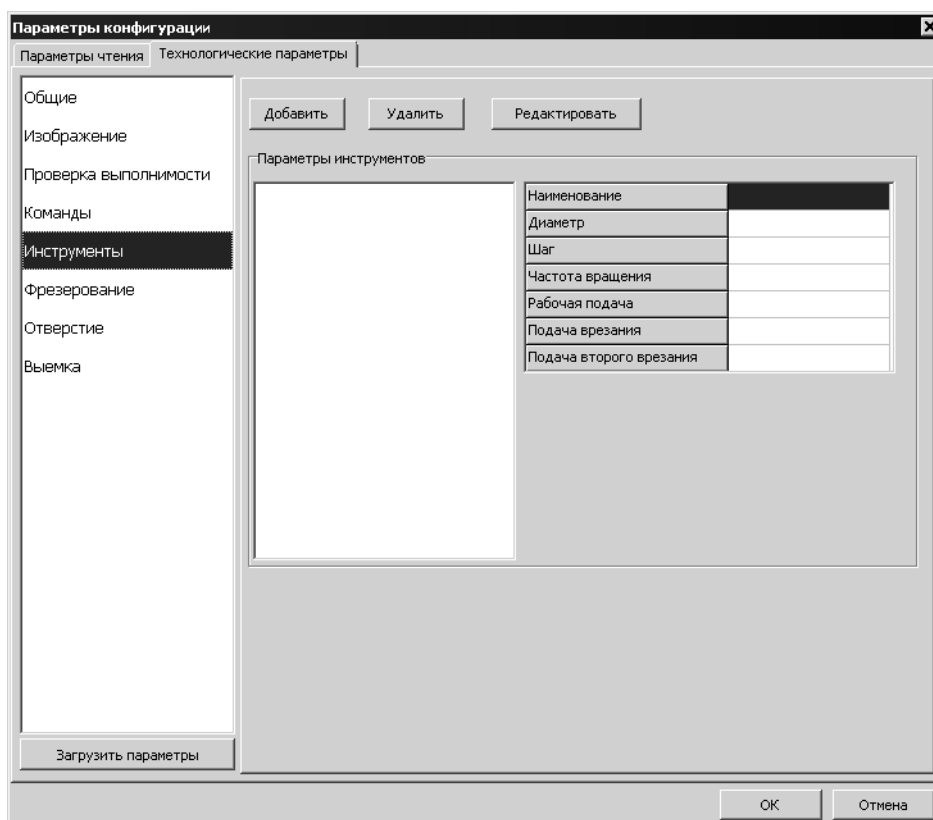 Параметры конфигурации
Параметры чтения Технологические параметры
Общие
Изображение
Проверка выполнимости
Команды
Инструменты
Фрезерование
Отверстие
Выемка
Загрузить параметры
Добавить Удалить Редактировать
Параметры инструментов
Наименование
Диаметр
Шаг
Частота вращения
Рабочая подача
Подача врезания
Подача второго врезания
ОК Отмена